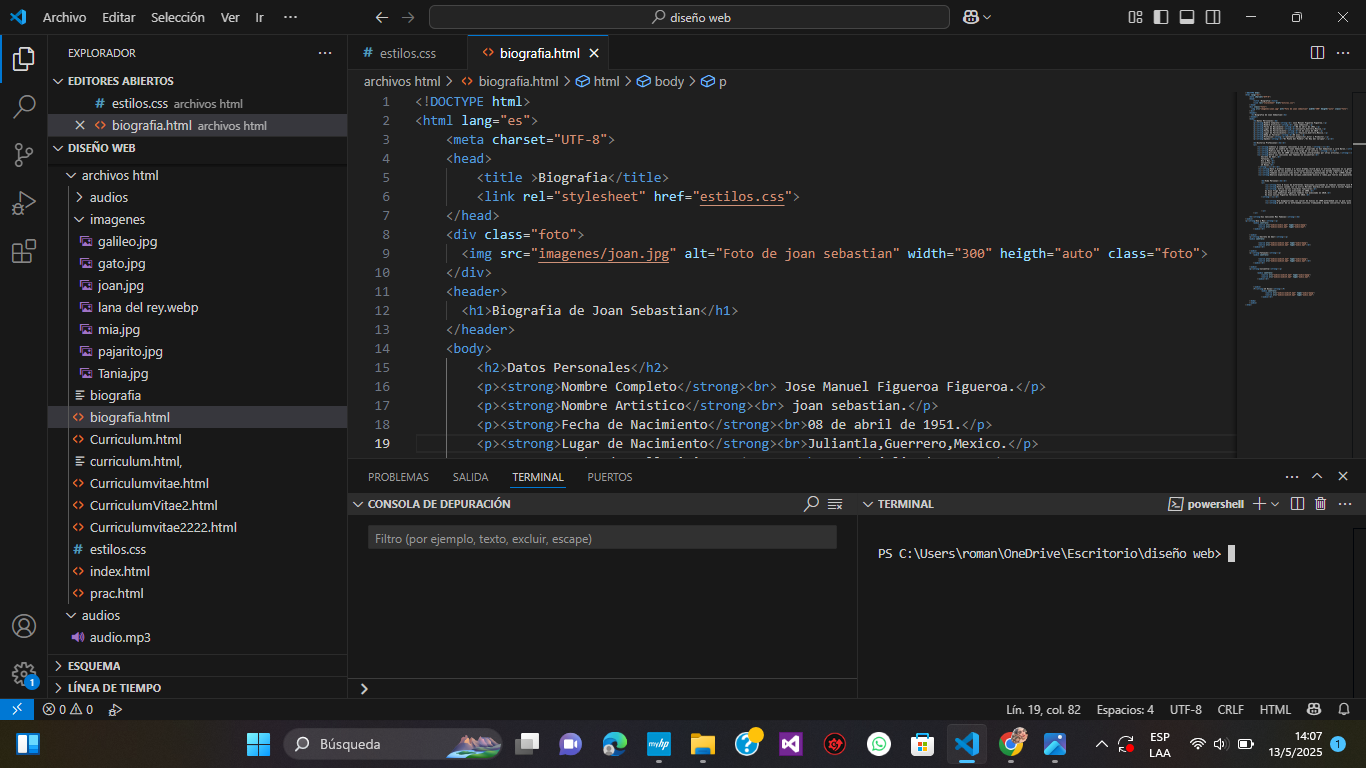 Archivo Editar Selección Ver Ir ··· diseño web
EXPLORADOR ···
EDITORES ABIERTOS
# estilos.css archivos html
biografia.html archivos html
DISEÑO WEB
archivos html
audios
imagenes
galileo.jpg
gato.jpg
joan.jpg
lana del rey.webp
mia.jpg
pajarito.jpg
Tania.jpg
biografia
biografia.html
Curriculum.html
curriculum.html,
Curriculumvitae.html
CurriculumVitae2.html
Curriculumvitae2222.html
# estilos.css
index.html
prac.html
audios
audio.mp3
ESQUEMA
LÍNEA DE TIEMPO
# estilos.css <> biografia.html
archivos html > <> biografia.html > html > body > p
1 <!DOCTYPE html>
2 <html lang="es">
3 <meta charset="UTF-8">
4 <head>
5 <title >Biografia</title>
6 <link rel="stylesheet" href="estilos.css">
7 </head>
8 <div class="foto">
9 <img src="imagenes/joan.jpg" alt="Foto de joan sebastian" width="300" heigth="auto" class="foto">
10 </div>
11 <header>
12 <h1>Biografia de Joan Sebastian</h1>
13 </header>
14 <body>
15 <h2>Datos Personales</h2>
16 <p><strong>Nombre Completo</strong><br> Jose Manuel Figueroa Figueroa.</p>
17 <p><strong>Nombre Artistico</strong><br> joan sebastian.</p>
18 <p><strong>Fecha de Nacimiento</strong><br>08 de abril de 1951.</p>
19 <p><strong>Lugar de Nacimiento</strong><br>Juliantla,Guerrero,Mexico.</p>
PROBLEMAS SALIDA TERMINAL PUERTOS
CONSOLA DE DEPURACIÓN
Filtro (por ejemplo, texto, excluir, escape)
TERMINAL powershell
PS C:\Users\roman\OneDrive\Escritorio\diseño web>
1
0 0 Lín. 19, col. 82 Espacios: 4 UTF-8 CRLF HTML
Búsqueda
myhp
ESP
LAA
14:07
13/5/2025
1